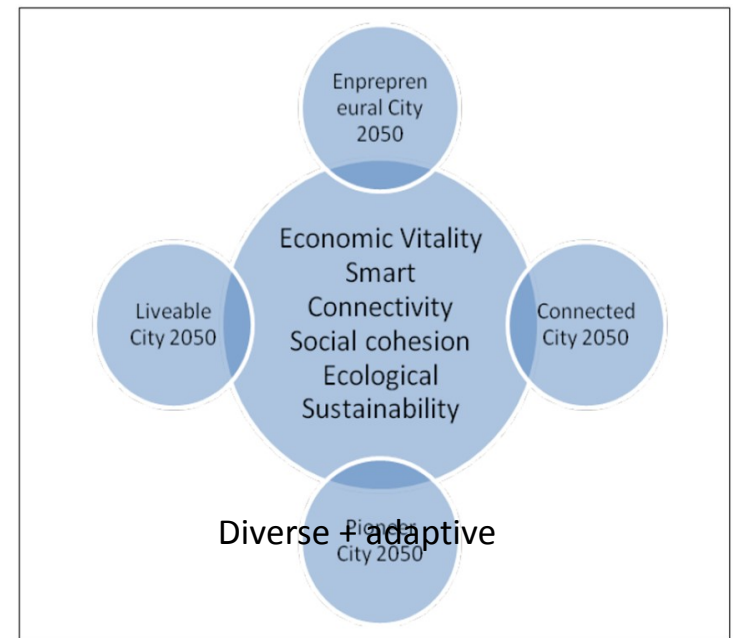 Enprepren
eural City
2050
Economic Vitality
Smart
Connectivity
Social cohesion
Ecological
Sustainability
Liveable
City 2050
Connected
City 2050
Diverse + adaptive
Pioneer
City 2050